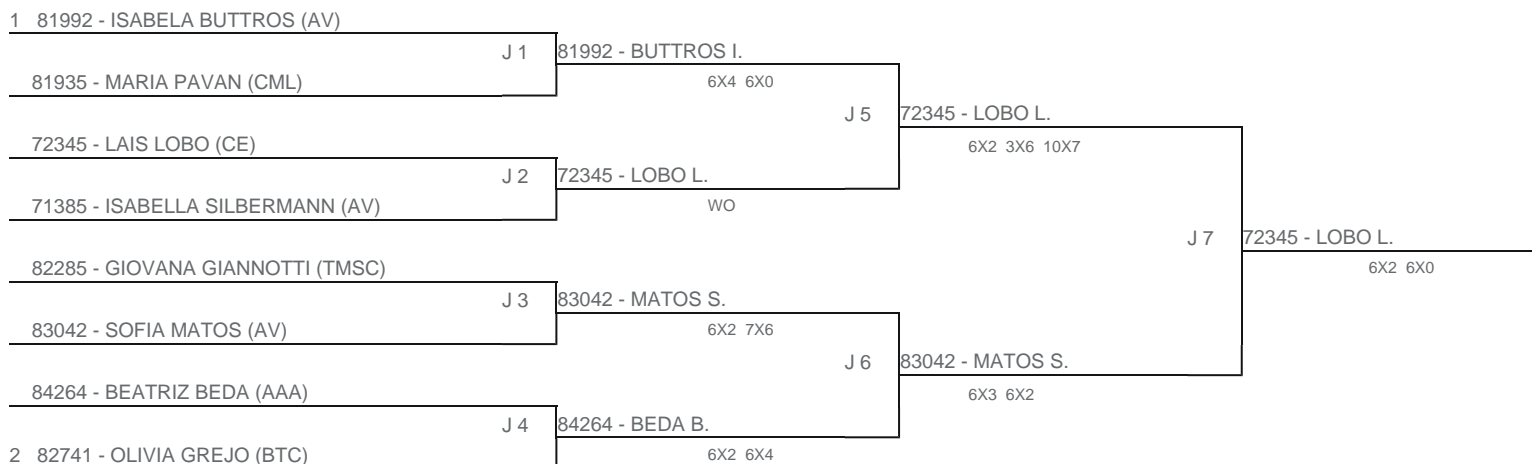 1 81992 - ISABELA BUTTROS (AV)
J 1 81992 - BUTTROS I.
81935 - MARIA PAVAN (CML) 6X4 6X0
J 5 72345 - LOBO L.
72345 - LAIS LOBO (CE) 6X2 3X6 10X7
J 2 72345 - LOBO L.
71385 - ISABELLA SILBERMANN (AV) WO
J 7 72345 - LOBO L.
82285 - GIOVANA GIANNOTTI (TMSC) 6X2 6X0
J 3 83042 - MATOS S.
83042 - SOFIA MATOS (AV) 6X2 7X6
J 6 83042 - MATOS S.
84264 - BEATRIZ BEDA (AAA) 6X3 6X2
J 4 84264 - BEDA B.
2 82741 - OLIVIA GREJO (BTC) 6X2 6X4